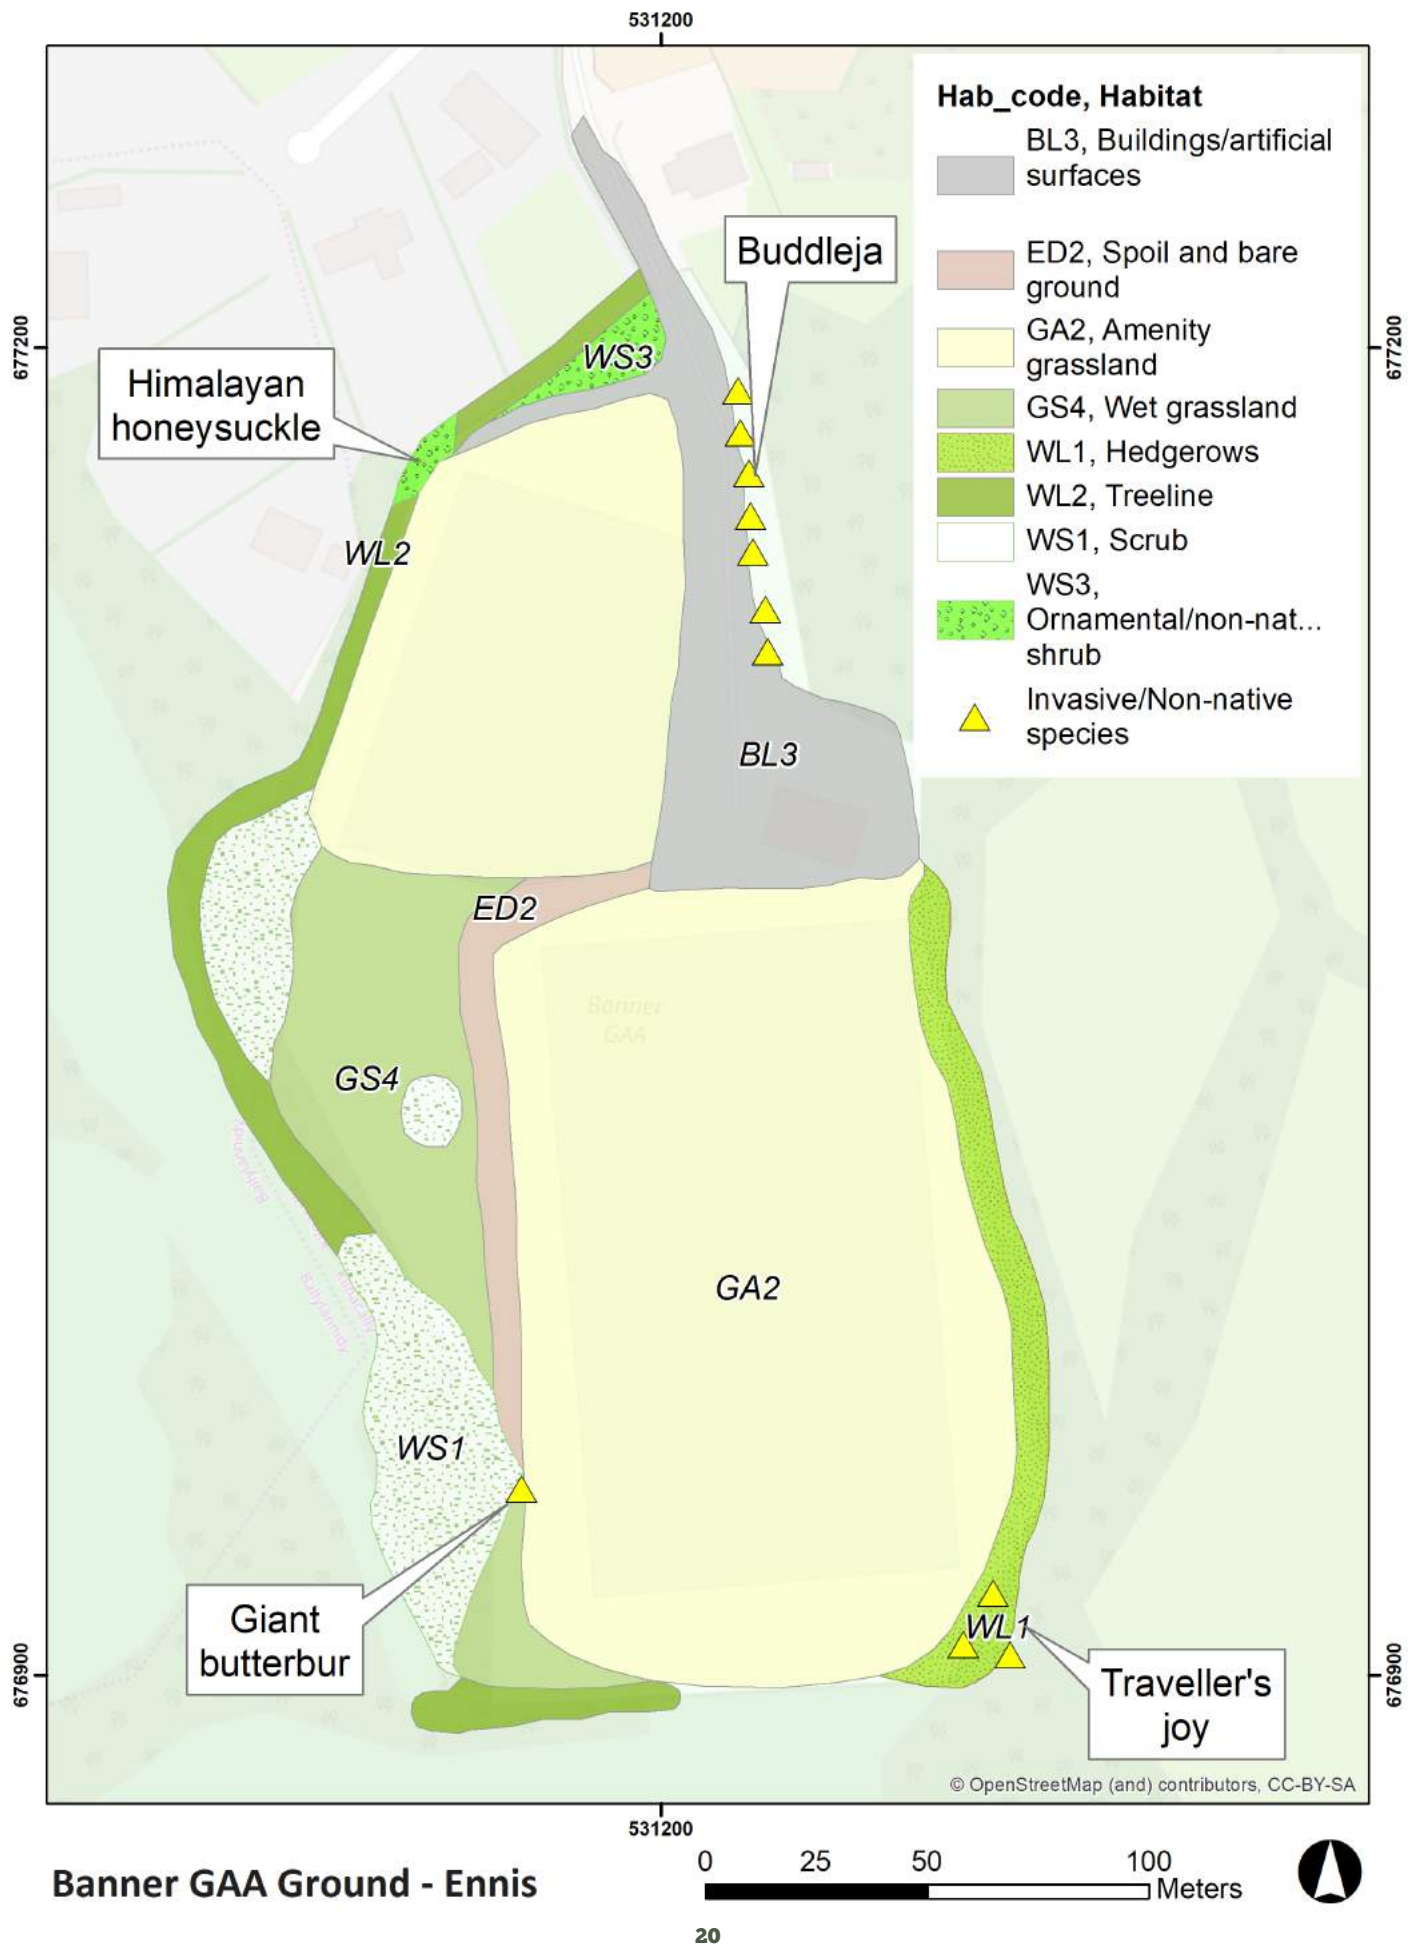 531200
Hab_code, Habitat
BL3, Buildings/artificial
surfaces
ED2, Spoil and bare
ground
GA2, Amenity
grassland
GS4, Wet grassland
WL1, Hedgerows
WL2, Treeline
WS1, Scrub
WS3,
Ornamental/non-nat...
shrub
Invasive/Non-native
species
Buddleja
677200
677200
WS3
Himalayan
honeysuckle
WL2
BL3
ED2
Banner
GAA
GS4
GA2
Ballylannidy
WS1
Giant
butterbur
WL1
Traveller's
joy
676900
676900
© OpenStreetMap (and) contributors, CC-BY-SA
531200
Banner GAA Ground - Ennis
0 25 50 100
Meters
20